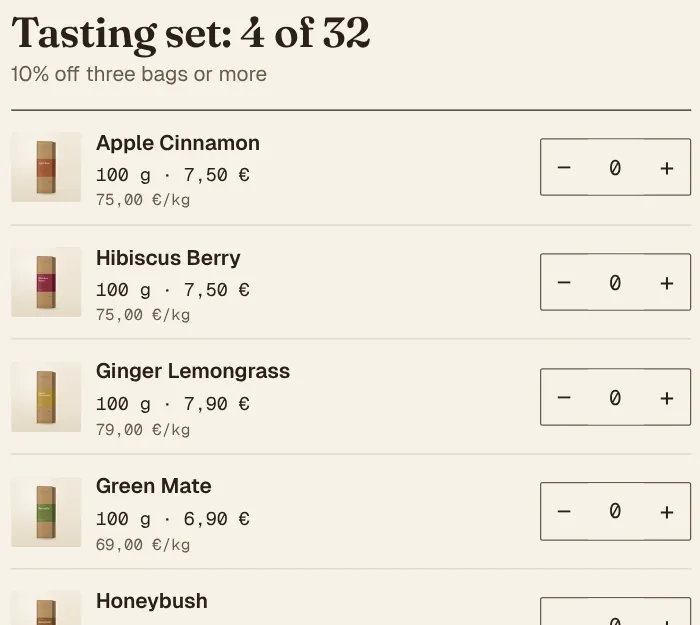 Tasting set: 4 of 32
10% off three bags or more
Apple Cinnamon
100 g · 7,50 €
75,00 €/kg
− 0 +
Hibiscus Berry
100 g · 7,50 €
75,00 €/kg
− 0 +
Ginger Lemongrass
100 g · 7,90 €
79,00 €/kg
− 0 +
Green Mate
100 g · 6,90 €
69,00 €/kg
− 0 +
Honeybush